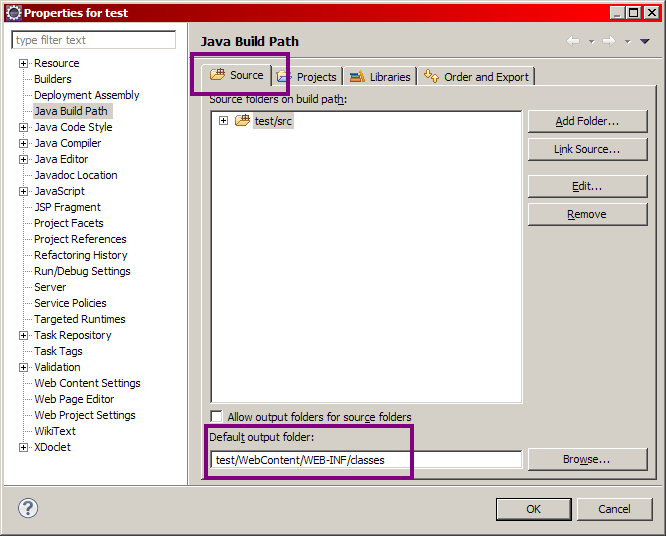 Properties for test
type filter text
Java Build Path
Resource
Builders
Deployment Assembly
Java Build Path
Java Code Style
Java Compiler
Java Editor
Javadoc Location
JavaScript
JSP Fragment
Project Facets
Project References
Refactoring History
Run/Debug Settings
Server
Service Policies
Targeted Runtimes
Task Repository
Task Tags
Validation
Web Content Settings
Web Page Editor
Web Project Settings
WikiText
XDoclet
Source Projects Libraries Order and Export
Source folders on build path:
test/src
Add Folder...
Link Source...
Edit...
Remove
Allow output folders for source folders
Default output folder:
test/WebContent/WEB-INF/classes
Browse...
?
OK Cancel